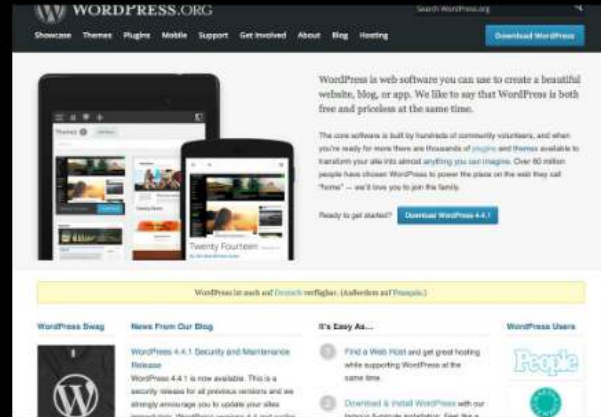 WORDPRESS.ORG
Search WordPress.org
Showcase Themes Plugins Mobile Support Get Involved About Blog Hosting
Download WordPress
WordPress is web software you can use to create a beautiful
website, blog, or app. We like to say that WordPress is both
free and priceless at the same time.
The core software is built by hundreds of community volunteers, and when
you're ready for more there are thousands of plugins and themes available to
transform your site into almost anything you can imagine. Over 60 million
people have chosen WordPress to power the place on the web they call
"home" — we'd love you to join the family.
Ready to get started? Download WordPress 4.4.1
Themes
Twenty Fourteen
WordPress ist auch auf Deutsch verfügbar. (Außerdem auf Français.)
WordPress Swag
News From Our Blog
WordPress 4.4.1 Security and Maintenance
Release
WordPress 4.4.1 is now available. This is a
security release for all previous versions and we
strongly encourage you to update your sites
It's Easy As...
1 Find a Web Host and get great hosting
while supporting WordPress at the
same time.
2 Download & Install WordPress with our
WordPress Users
People